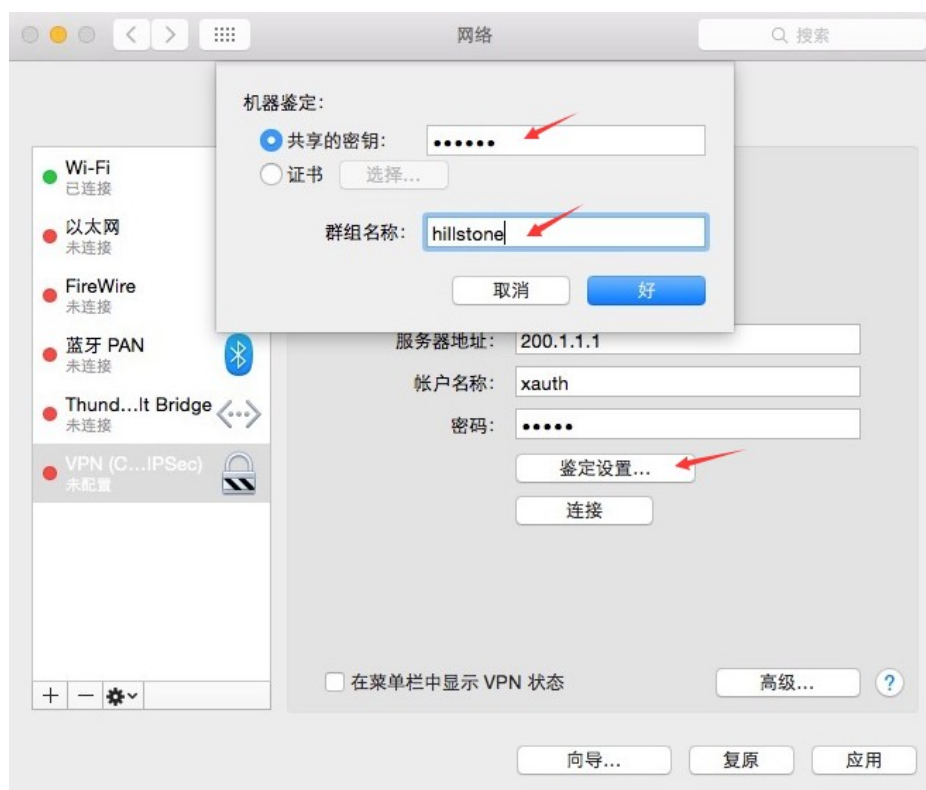 网络
搜索
机器鉴定：
共享的密钥： ••••••
证书 选择...
群组名称： hillstone
取消 好
Wi-Fi
已连接
以太网
未连接
FireWire
未连接
蓝牙 PAN
未连接
Thund...lt Bridge
未连接
VPN (C...IPSec)
未配置
服务器地址： 200.1.1.1
帐户名称： xauth
密码： •••••
鉴定设置...
连接
在菜单栏中显示 VPN 状态
高级... ?
向导... 复原 应用